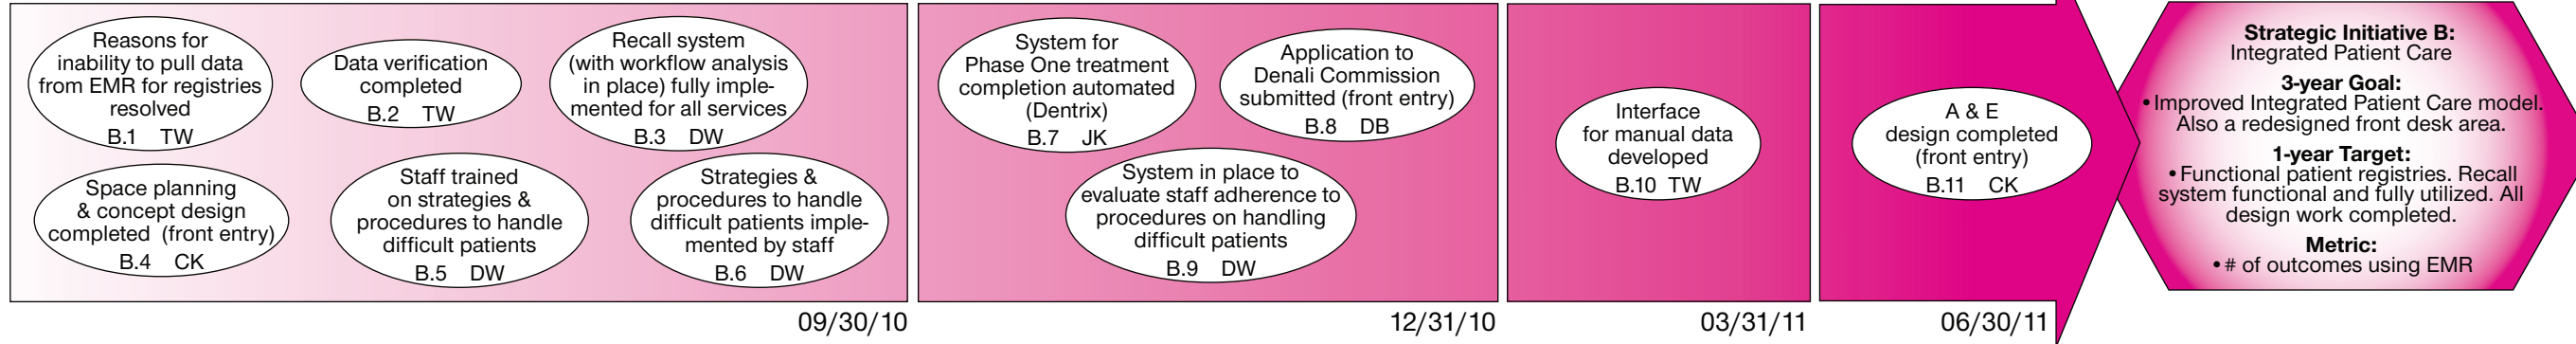 Reasons for
inability to pull data
from EMR for registries
resolved
B.1 TW
Data verification
completed
B.2 TW
Recall system
(with workflow analysis
in place) fully imple-
mented for all services
B.3 DW
Space planning
& concept design
completed (front entry)
B.4 CK
Staff trained
on strategies &
procedures to handle
difficult patients
B.5 DW
Strategies &
procedures to handle
difficult patients imple-
mented by staff
B.6 DW
09/30/10
System for
Phase One treatment
completion automated
(Dentrix)
B.7 JK
Application to
Denali Commission
submitted (front entry)
B.8 DB
System in place to
evaluate staff adherence to
procedures on handling
difficult patients
B.9 DW
12/31/10
Interface
for manual data
developed
B.10 TW
03/31/11
A & E
design completed
(front entry)
B.11 CK
06/30/11
Strategic Initiative B:
Integrated Patient Care
3-year Goal:
• Improved Integrated Patient Care model.
Also a redesigned front desk area.
1-year Target:
• Functional patient registries. Recall
system functional and fully utilized. All
design work completed.
Metric:
• # of outcomes using EMR